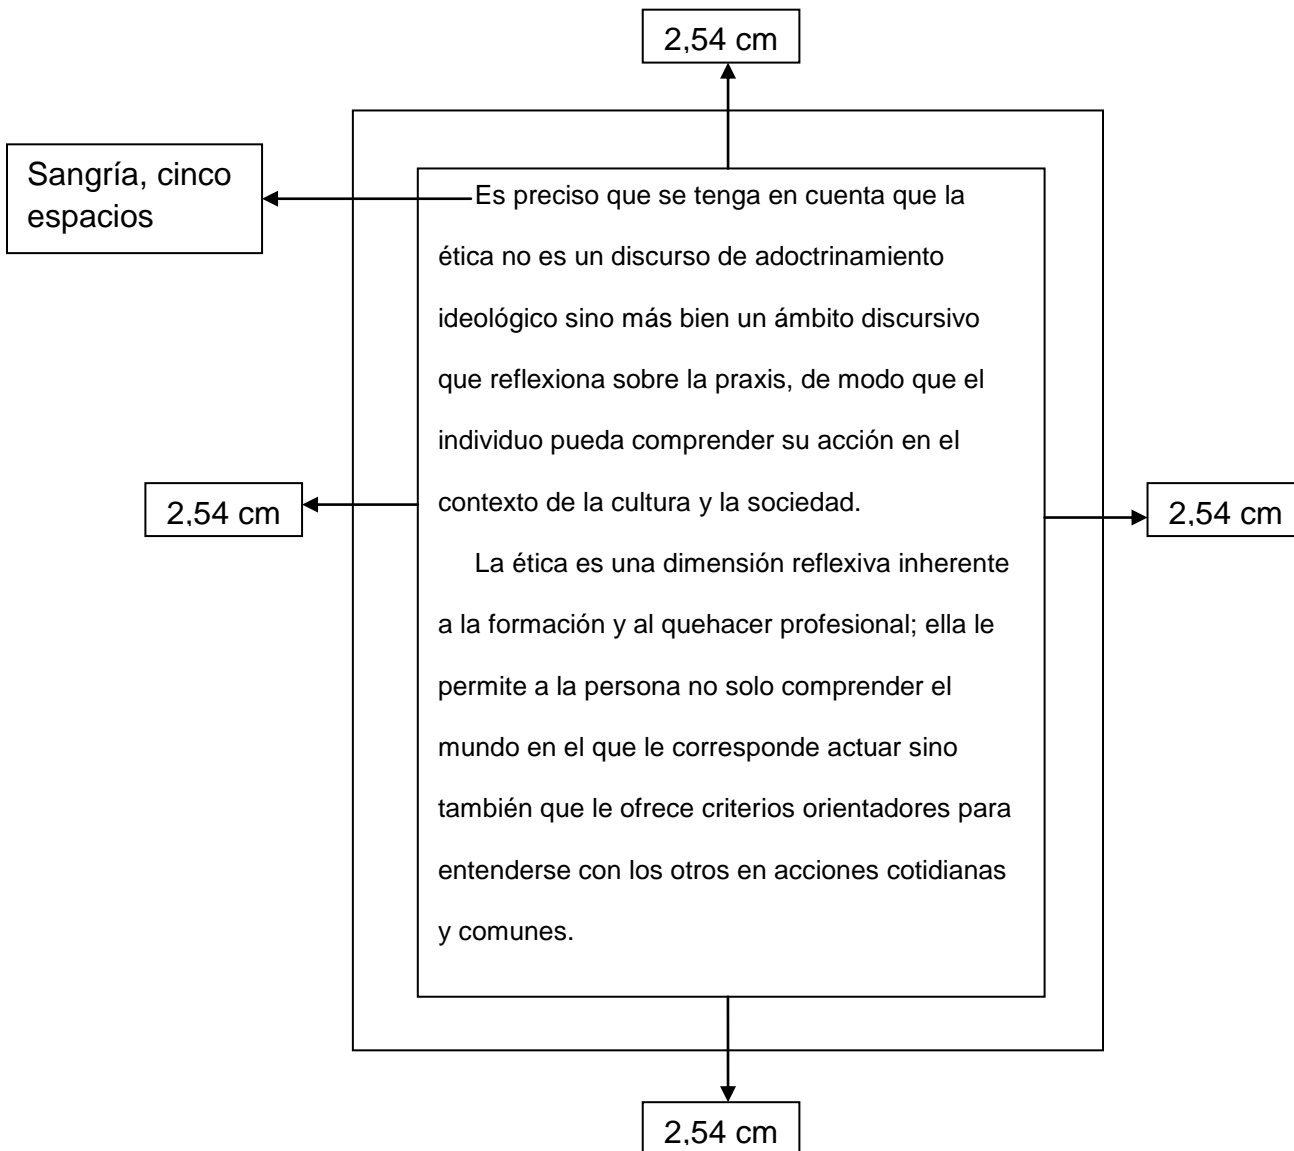 2,54 cm
Sangría, cinco
espacios
Es preciso que se tenga en cuenta que la
ética no es un discurso de adoctrinamiento
ideológico sino más bien un ámbito discursivo
que reflexiona sobre la praxis, de modo que el
individuo pueda comprender su acción en el
contexto de la cultura y la sociedad.
La ética es una dimensión reflexiva inherente
a la formación y al quehacer profesional; ella le
permite a la persona no solo comprender el
mundo en el que le corresponde actuar sino
también que le ofrece criterios orientadores para
entenderse con los otros en acciones cotidianas
y comunes.
2,54 cm
2,54 cm
2,54 cm